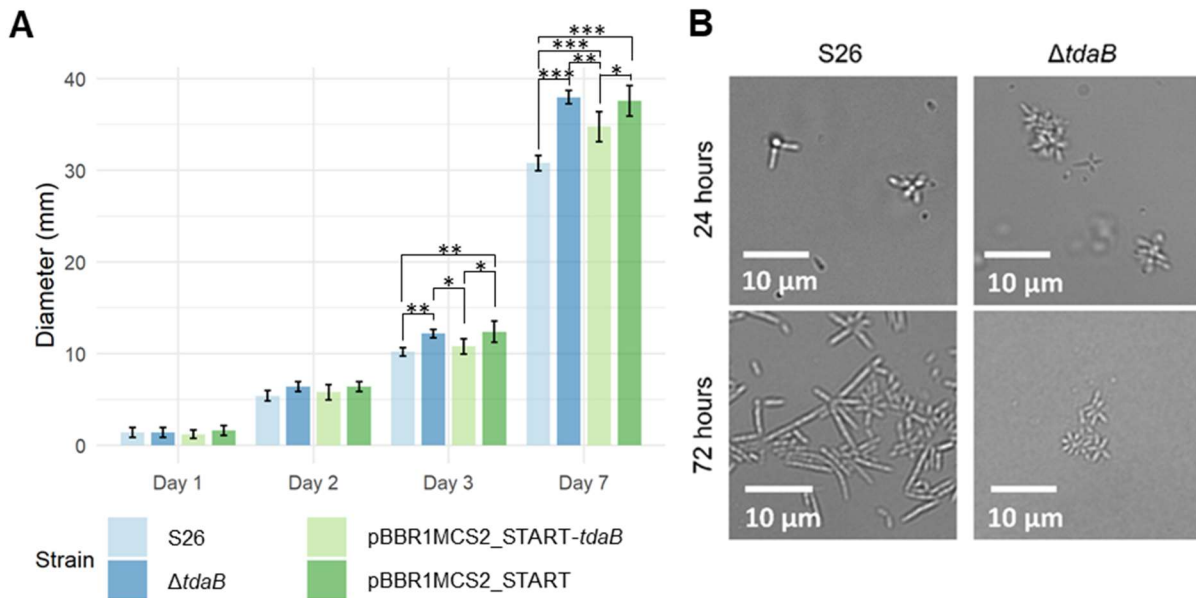 A
Diameter (mm)
40
30
20
10
0
***
***
**
***
*
**
*
*
**
Day 1
Day 2
Day 3
Day 7
Strain
S26
ΔtdaB
pBBR1MCS2_START-tdaB
pBBR1MCS2_START
B
S26
ΔtdaB
24 hours
10 µm
10 µm
72 hours
10 µm
10 µm